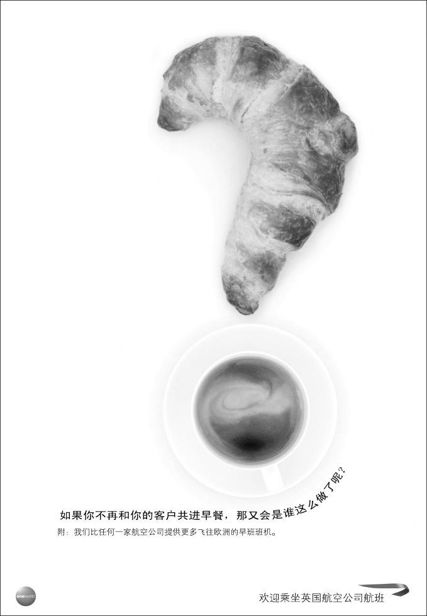 如果你不再和你的客户共进早餐，那又会是谁这么做了呢？
附：我们比任何一家航空公司提供更多飞往欧洲的早班班机。
欢迎乘坐英国航空公司航班